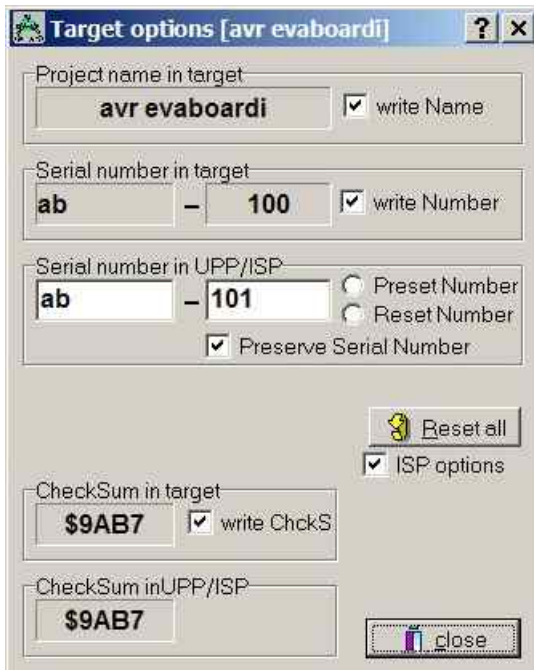 Target options [avr evaboardi]
Project name in target
avr evaboardi write Name
Serial number in target
ab – 100 write Number
Serial number in UPP/ISP
ab – 101 Preset Number
Reset Number
Preserve Serial Number
Reset all
ISP options
CheckSum in target
$9AB7 write ChckS
CheckSum inUPP/ISP
$9AB7
close